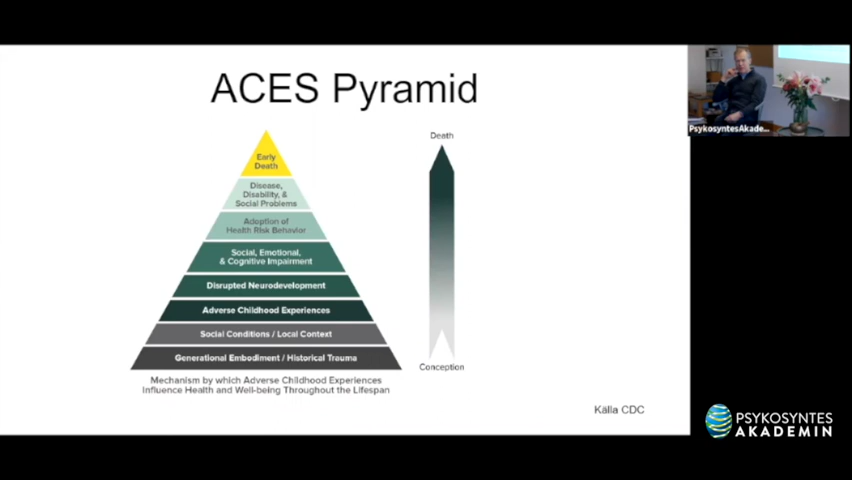 ACES Pyramid
Early
Death
Disease,
Disability, &
Social Problems
Adoption of
Health Risk Behavior
Social, Emotional,
& Cognitive Impairment
Disrupted Neurodevelopment
Adverse Childhood Experiences
Social Conditions / Local Context
Generational Embodiment / Historical Trauma
Mechanism by which Adverse Childhood Experiences
Influence Health and Well-being Throughout the Lifespan
Death
Conception
Källa CDC
PsykosyntesAkade...
PSYKOSYNTES
AKADEMIN